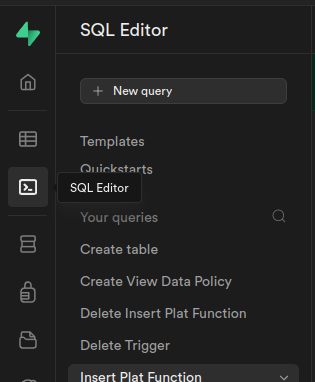 SQL Editor
New query
Templates
Quickstarts
SQL Editor
Your queries
Create table
Create View Data Policy
Delete Insert Plat Function
Delete Trigger
Insert Plat Function